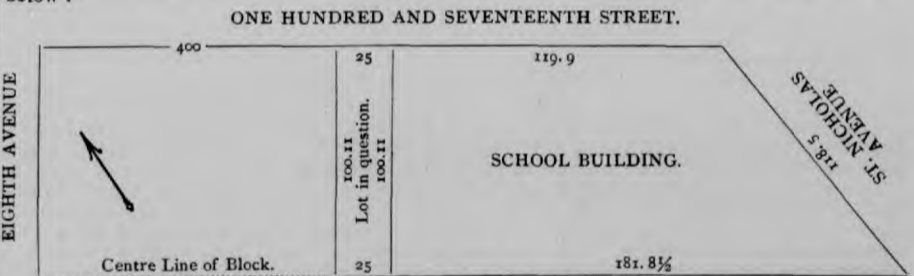 ONE HUNDRED AND SEVENTEENTH STREET.
400
25
119.9
EIGHTH AVENUE
100.11
Lot in question.
100.11
SCHOOL BUILDING.
118.5
ST. NICHOLAS
AVENUE
Centre Line of Block.
25
181.8½